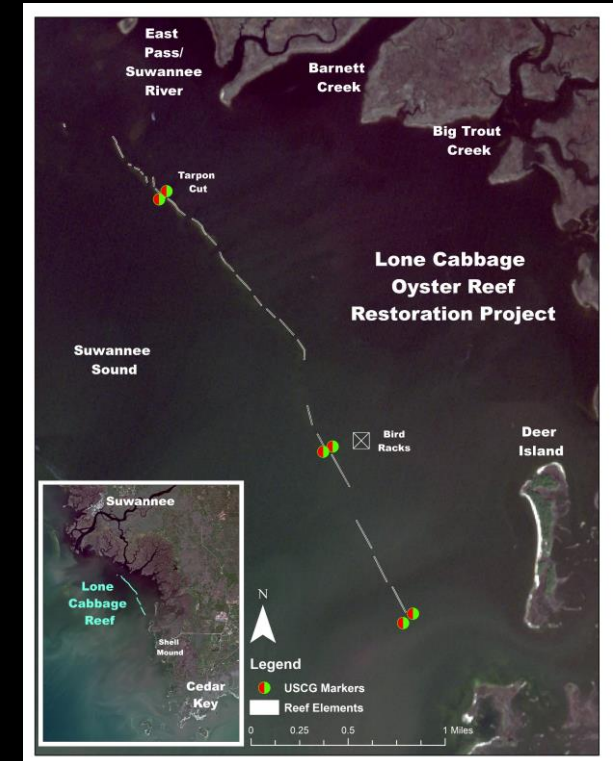 East
Pass/
Suwannee
River
Barnett
Creek
Big Trout
Creek
Tarpon
Cut
Lone Cabbage
Oyster Reef
Restoration Project
Suwannee
Sound
Bird
Racks
Deer
Island
Suwannee
Lone
Cabbage
Reef
Shell
Mound
Cedar
Key
N
Legend
USCG Markers
Reef Elements
0 0.25 0.5 1 Miles